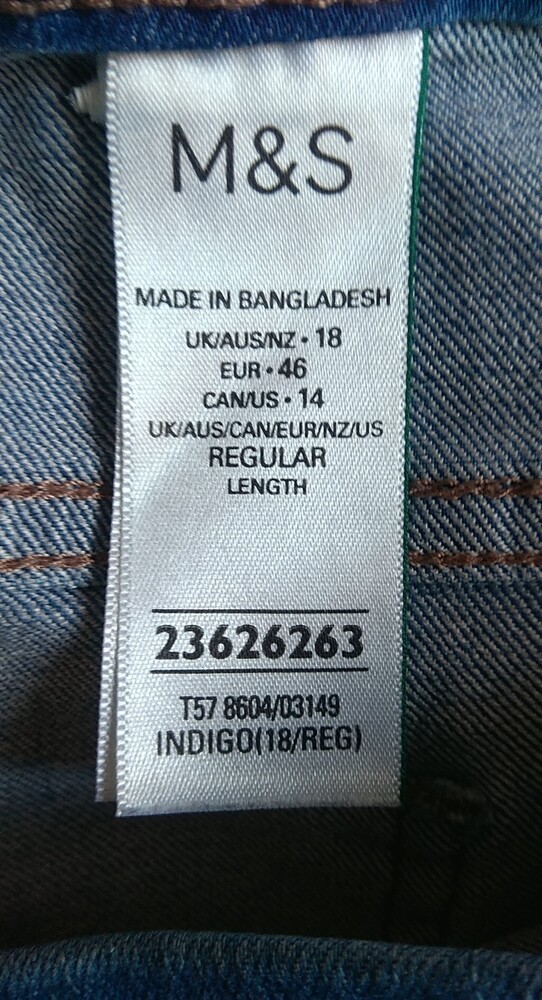 M&S
MADE IN BANGLADESH
UK/AUS/NZ • 18
EUR • 46
CAN/US • 14
UK/AUS/CAN/EUR/NZ/US
REGULAR
LENGTH
23626263
T57 8604/03149
INDIGO(18/REG)